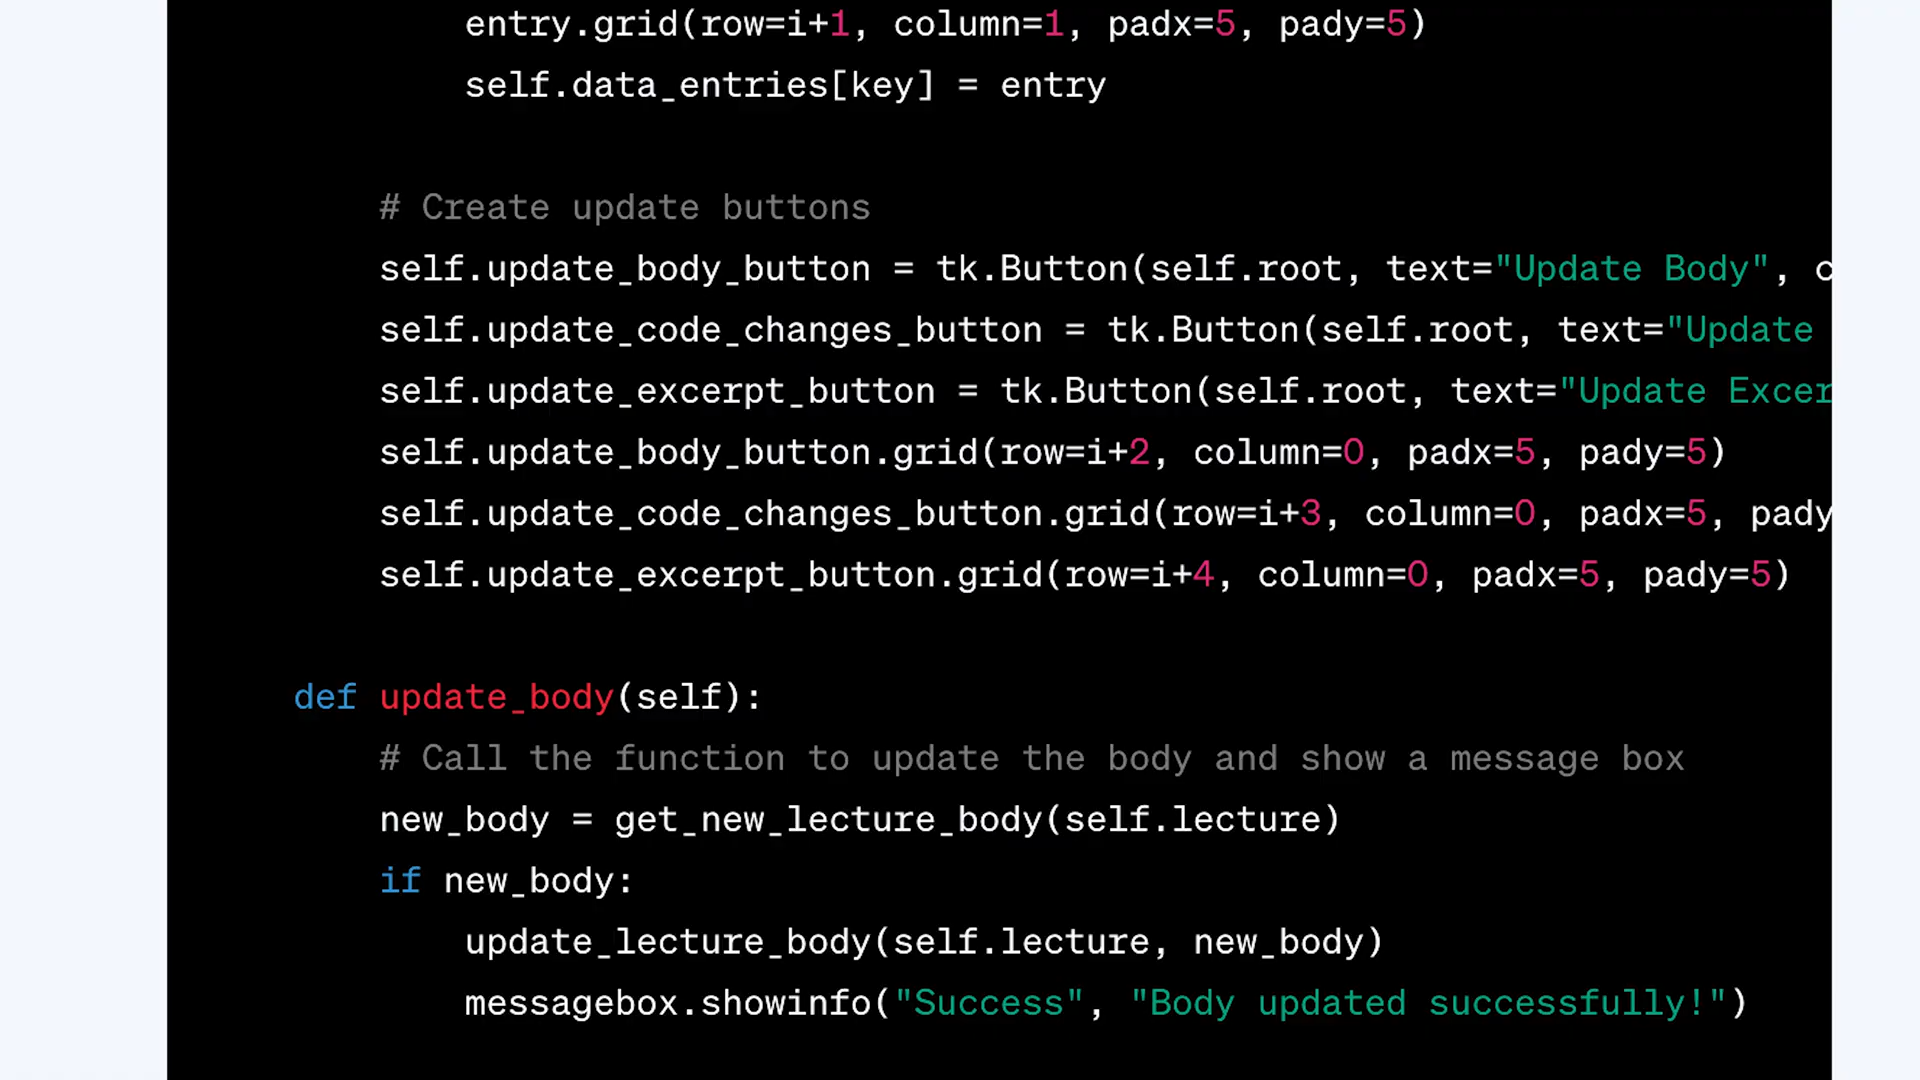 entry.grid(row=i+1, column=1, padx=5, pady=5)
self.data_entries[key] = entry
# Create update buttons
self.update_body_button = tk.Button(self.root, text="Update Body", c
self.update_code_changes_button = tk.Button(self.root, text="Update
self.update_excerpt_button = tk.Button(self.root, text="Update Excer
self.update_body_button.grid(row=i+2, column=0, padx=5, pady=5)
self.update_code_changes_button.grid(row=i+3, column=0, padx=5, pady
self.update_excerpt_button.grid(row=i+4, column=0, padx=5, pady=5)
def update_body(self):
# Call the function to update the body and show a message box
new_body = get_new_lecture_body(self.lecture)
if new_body:
update_lecture_body(self.lecture, new_body)
messagebox.showinfo("Success", "Body updated successfully!")